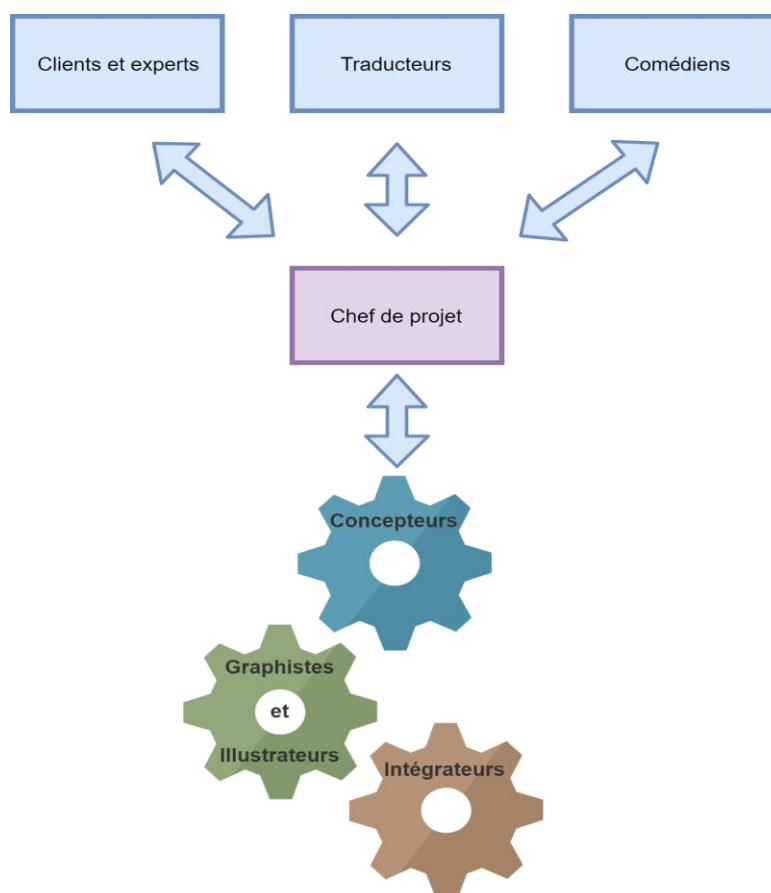 Clients et experts
Traducteurs
Comédiens
Chef de projet
Concepteurs
Graphistes
et
Illustrateurs
Intégrateurs